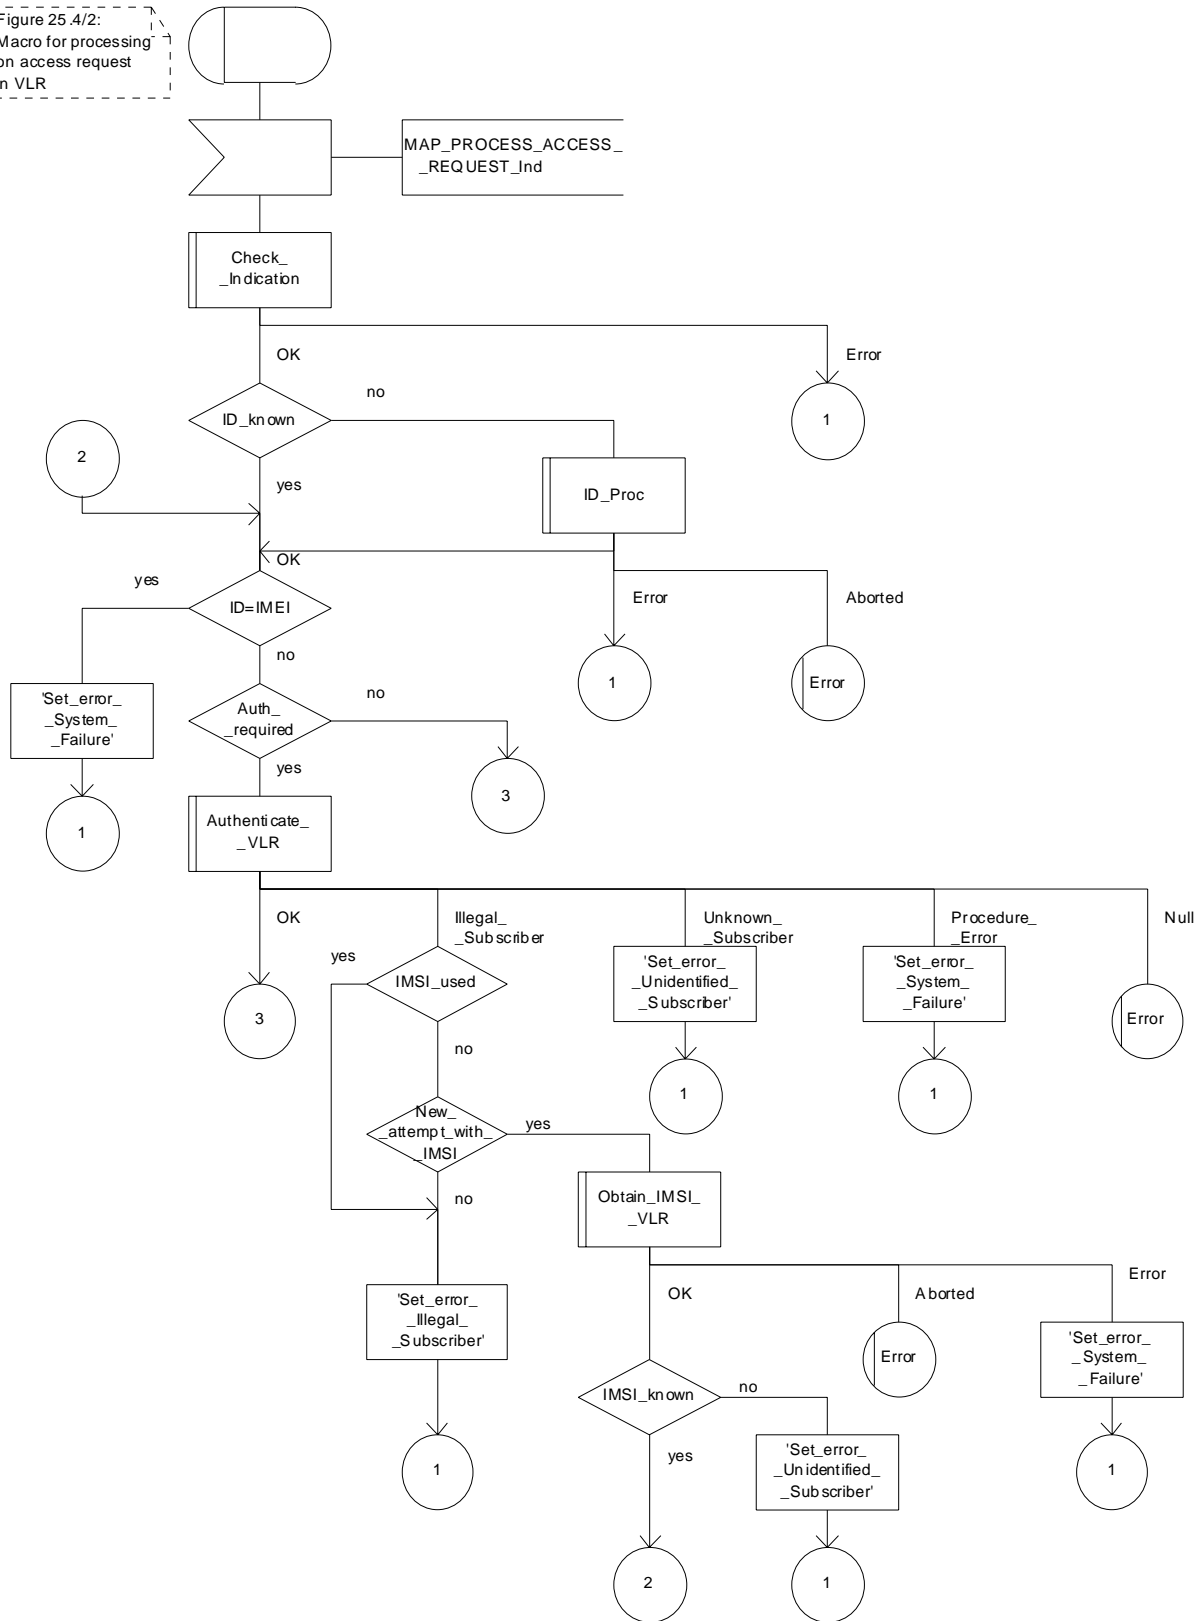 Figure 25.4/2:
Macro for processing
on access request
in VLR
MAP_PROCESS_ACCESS_
_REQUEST_Ind
Check_
_Indication
OK
Error
1
ID_known
no
2
yes
ID_Proc
OK
yes
ID=IMEI
Error
Aborted
no
1
Error
'Set_error_
_System_
_Failure'
Auth_
_required
no
yes
3
1
Authenticate_
_VLR
OK
Illegal_
_Subscriber
Unknown_
_Subscriber
Procedure_
_Error
Null
yes
IMSI_used
'Set_error_
_Unidentified_
_Subscriber'
'Set_error_
_System_
_Failure'
3
Error
no
1
1
New_
_attempt_with_
_IMSI
yes
no
Obtain_IMSI_
_VLR
Error
OK
Aborted
'Set_error_
_Illegal_
_Subscriber'
Error
'Set_error_
_System_
_Failure'
IMSI_known
no
yes
'Set_error_
_Unidentified_
_Subscriber'
1
1
2
1